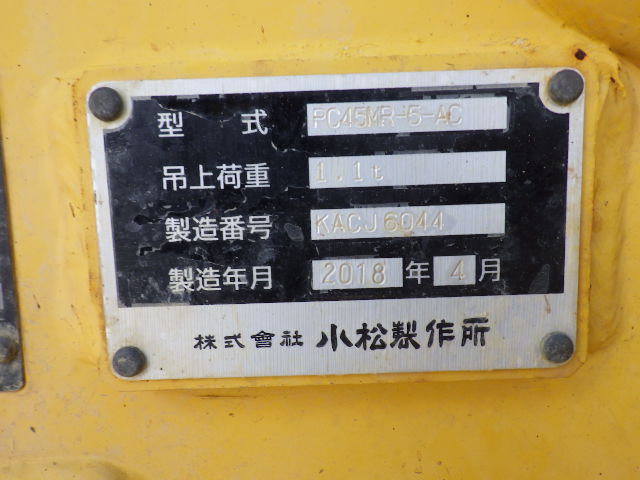 型 式 PC45MR-5-AC
吊上荷重 1.1t
製造番号 KACJ6044
製造年月 2018 年 4 月
株式會社 小松製作所